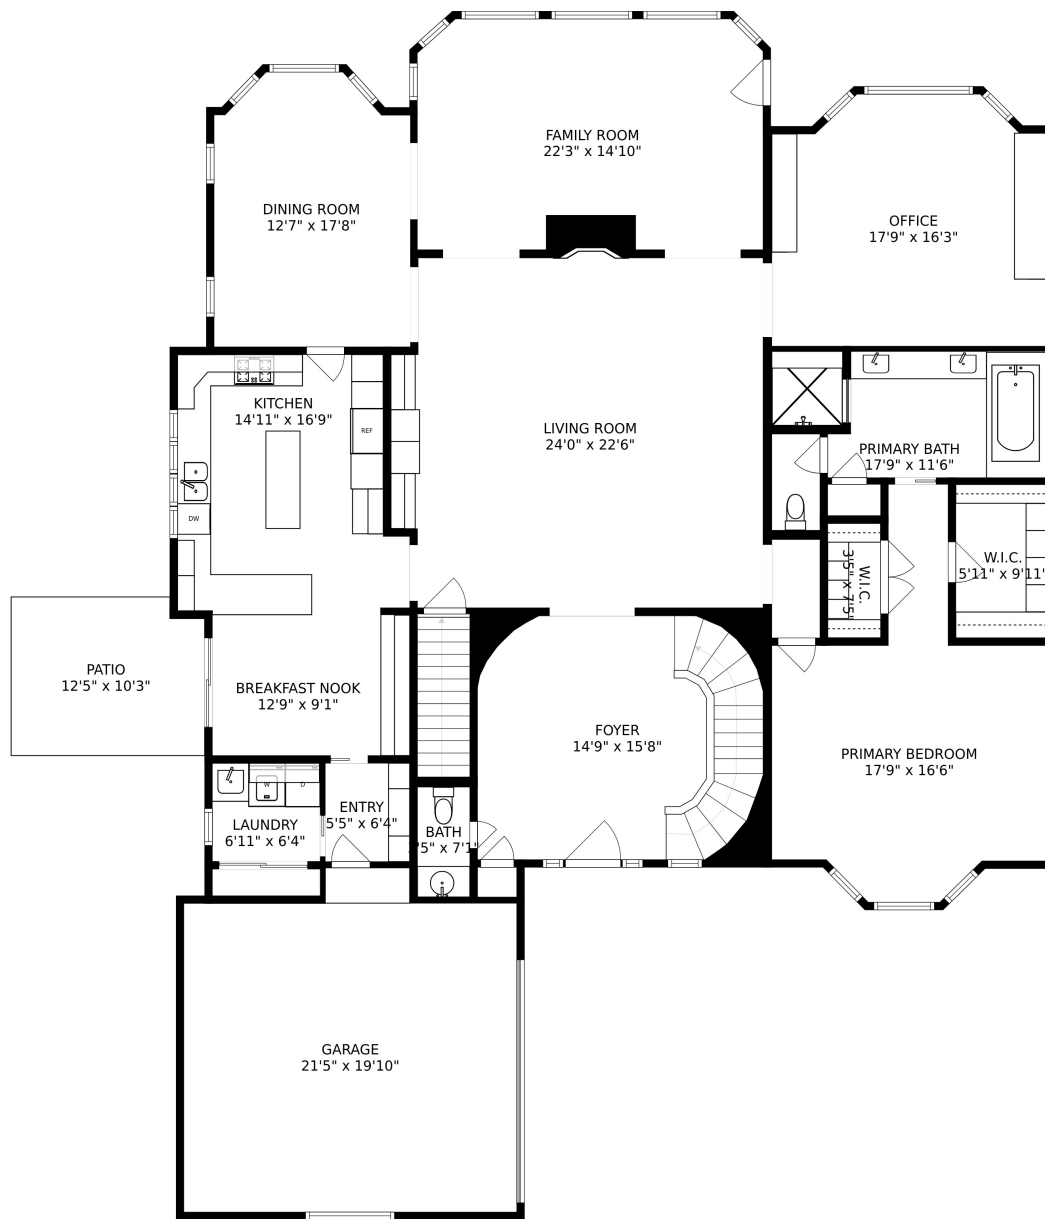 FAMILY ROOM
22'3" x 14'10"
DINING ROOM
12'7" x 17'8"
OFFICE
17'9" x 16'3"
KITCHEN
14'11" x 16'9"
REF
DW
LIVING ROOM
24'0" x 22'6"
PRIMARY BATH
17'9" x 11'6"
W.I.C.
3'5" x 7'5"
W.I.C.
5'11" x 9'11"
PATIO
12'5" x 10'3"
BREAKFAST NOOK
12'9" x 9'1"
FOYER
14'9" x 15'8"
PRIMARY BEDROOM
17'9" x 16'6"
W
D
LAUNDRY
6'11" x 6'4"
ENTRY
5'5" x 6'4"
BATH
GARAGE
21'5" x 19'10"